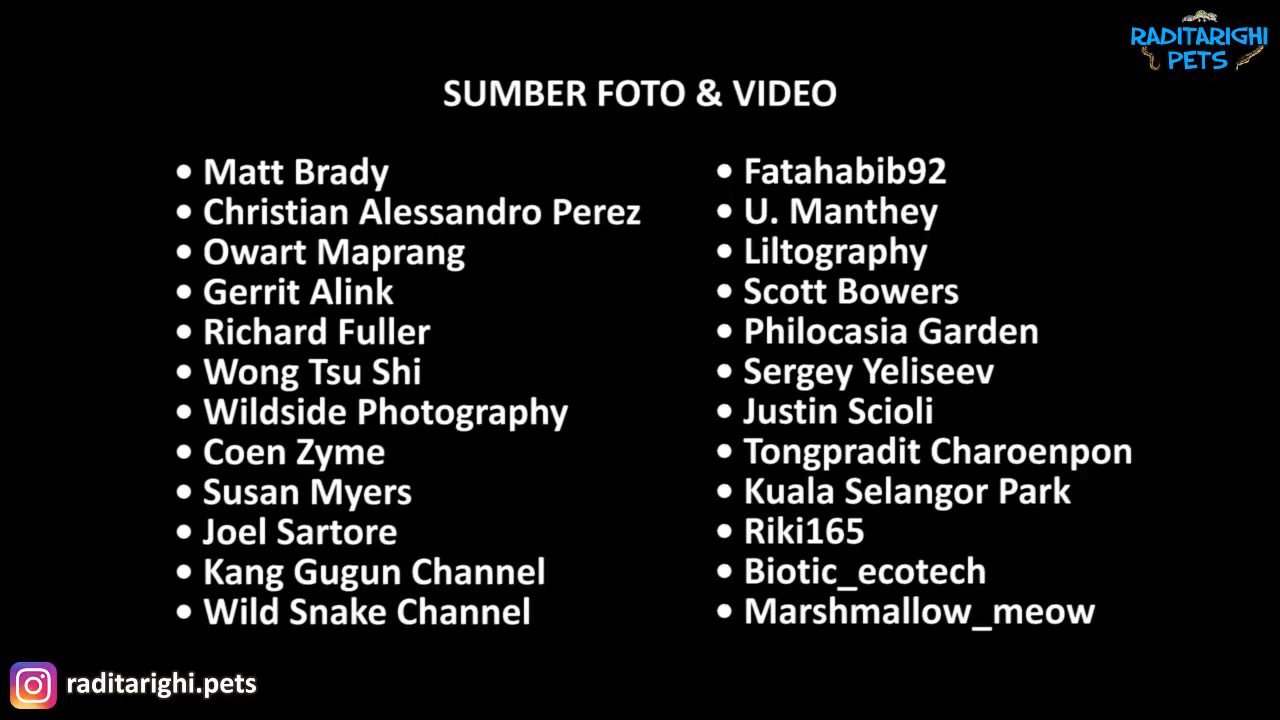 RADITARIGHI
PETS
SUMBER FOTO & VIDEO
• Matt Brady
• Christian Alessandro Perez
• Owart Maprang
• Gerrit Alink
• Richard Fuller
• Wong Tsu Shi
• Wildside Photography
• Coen Zyme
• Susan Myers
• Joel Sartore
• Kang Gugun Channel
• Wild Snake Channel
• Fatahabib92
• U. Manthey
• Liltography
• Scott Bowers
• Philocasia Garden
• Sergey Yeliseev
• Justin Scioli
• Tongpradit Charoenpon
• Kuala Selangor Park
• Riki165
• Biotic_ecotech
• Marshmallow_meow
raditarighi.pets